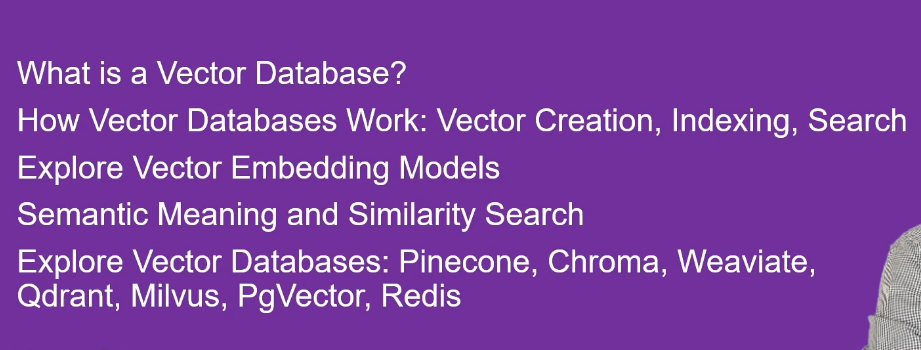 What is a Vector Database?
How Vector Databases Work: Vector Creation, Indexing, Search
Explore Vector Embedding Models
Semantic Meaning and Similarity Search
Explore Vector Databases: Pinecone, Chroma, Weaviate,
Qdrant, Milvus, PgVector, Redis